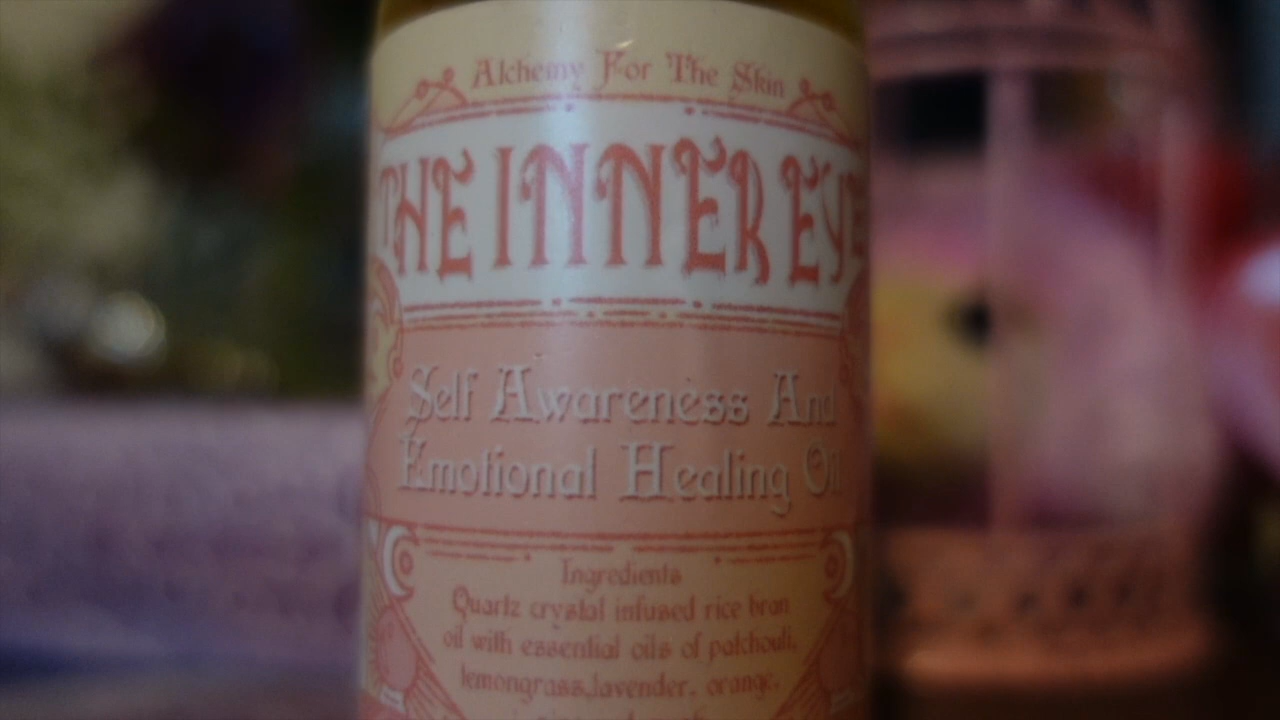 Alchemy For The Skin
THE INNER EYE
Self Awareness And
Emotional Healing Oil
Ingredients
Quartz crystal infused rice bran
oil with essential oils of patchouli,
lemongrass, lavender, orange,